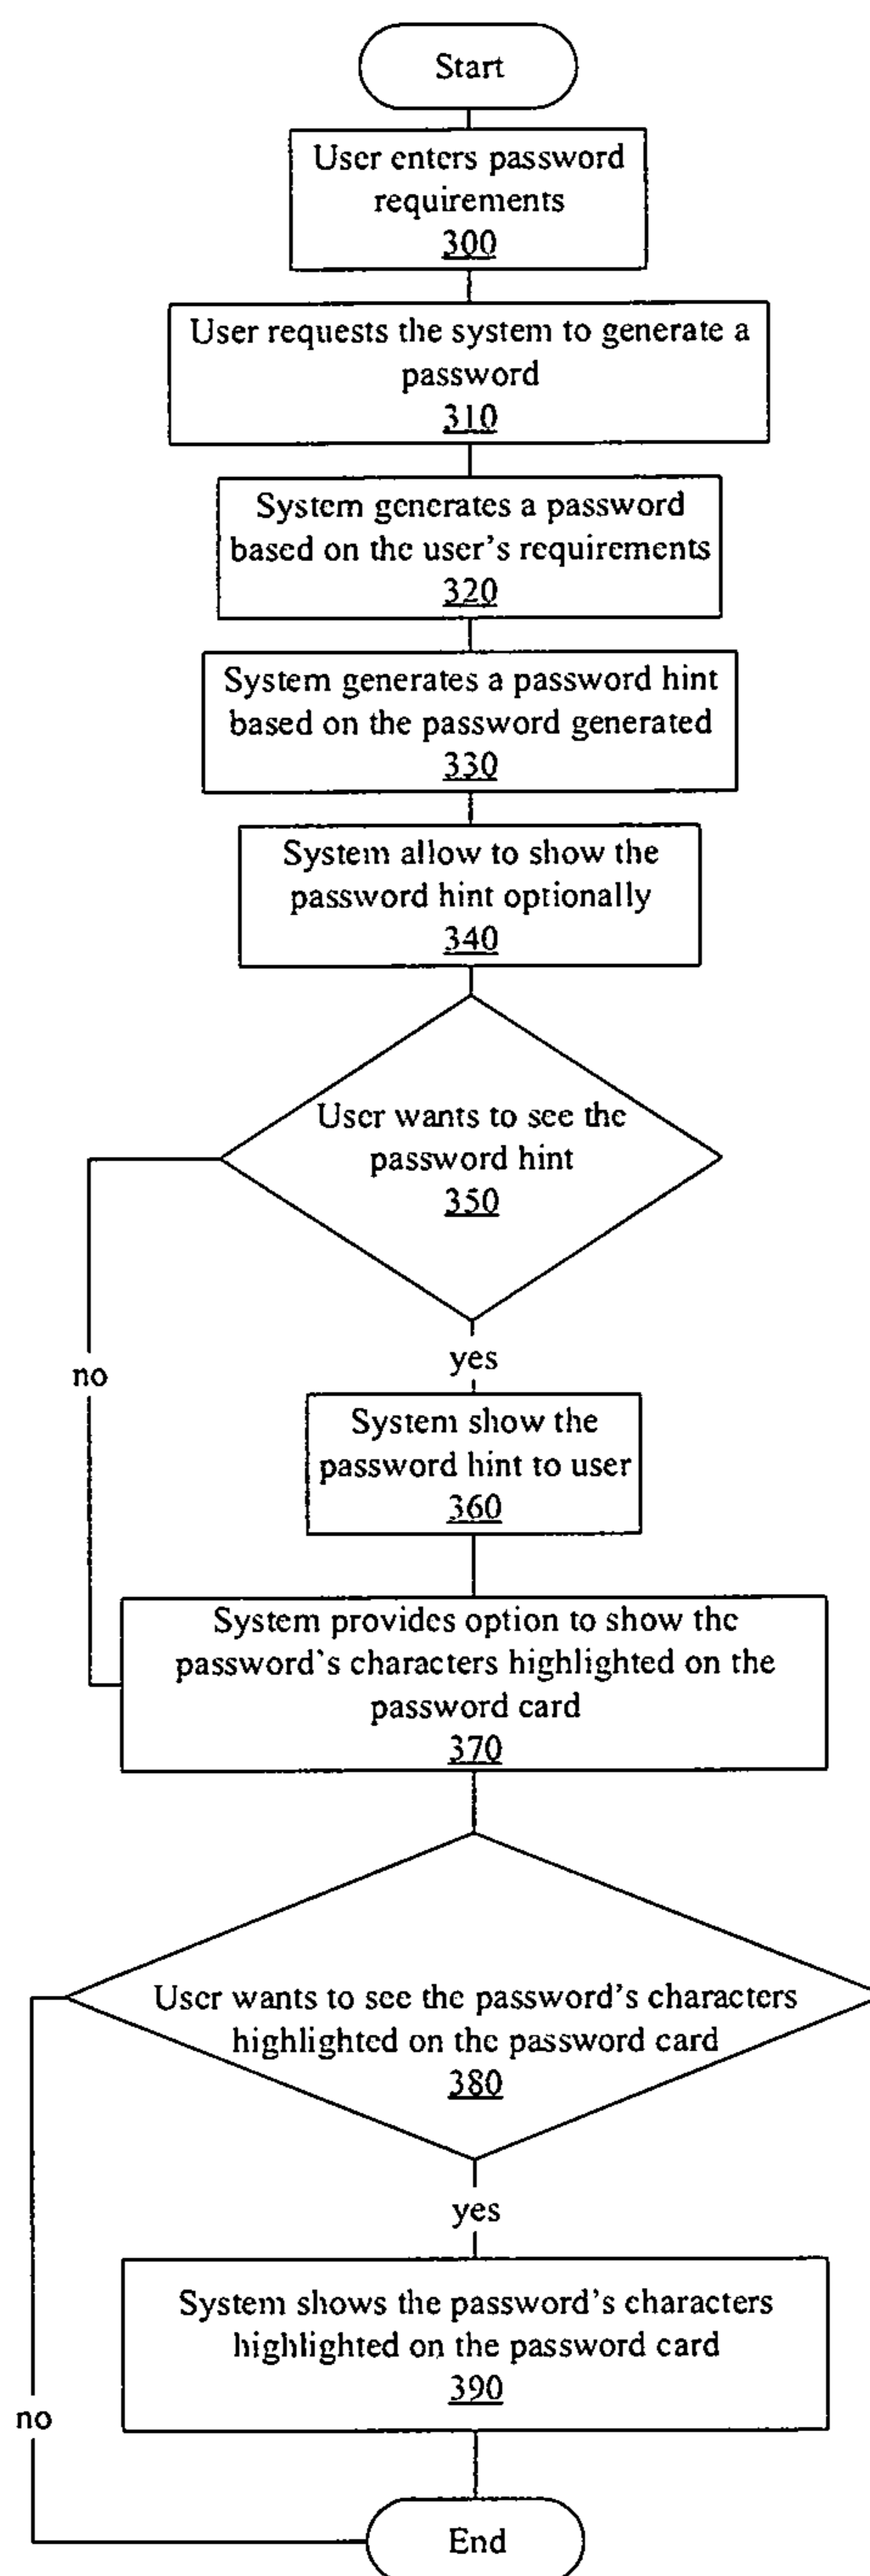 Start
User enters password
requirements
300
User requests the system to generate a
password
310
System generates a password
based on the user's requirements
320
System generates a password hint
based on the password generated
330
System allow to show the
password hint optionally
340
User wants to see the
password hint
350
yes
no
System show the
password hint to user
360
System provides option to show the
password's characters highlighted on the
password card
370
User wants to see the password's characters
highlighted on the password card
380
yes
System shows the password's characters
highlighted on the password card
390
no
End